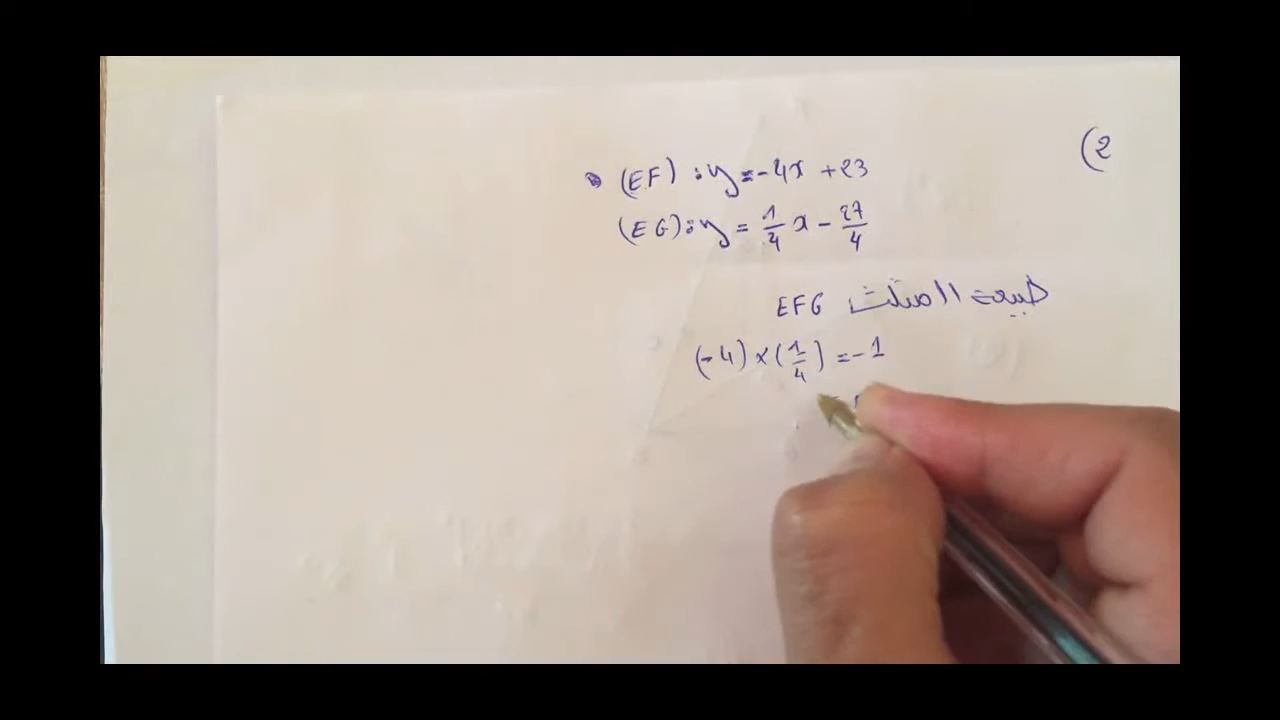 (2
(EF) : y = -4x + 23
(EG) : y = 1/4 x - 27/4
طبيعة المثلث EFG
(-4) × (1/4) = -1